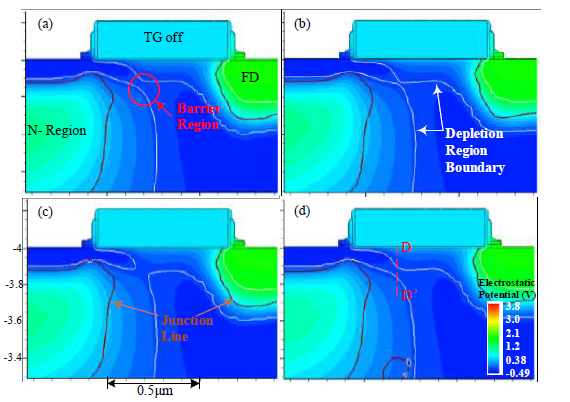 (a)
TG off
FD
Barrier
Region
N- Region
(b)
Depletion
Region
Boundary
(c)
-4
-3.8
-3.6
-3.4
Junction
Line
0.5μm
(d)
D
D'
Electrostatic
Potential (V)
3.8
3.0
2.1
1.2
0.38
-0.49